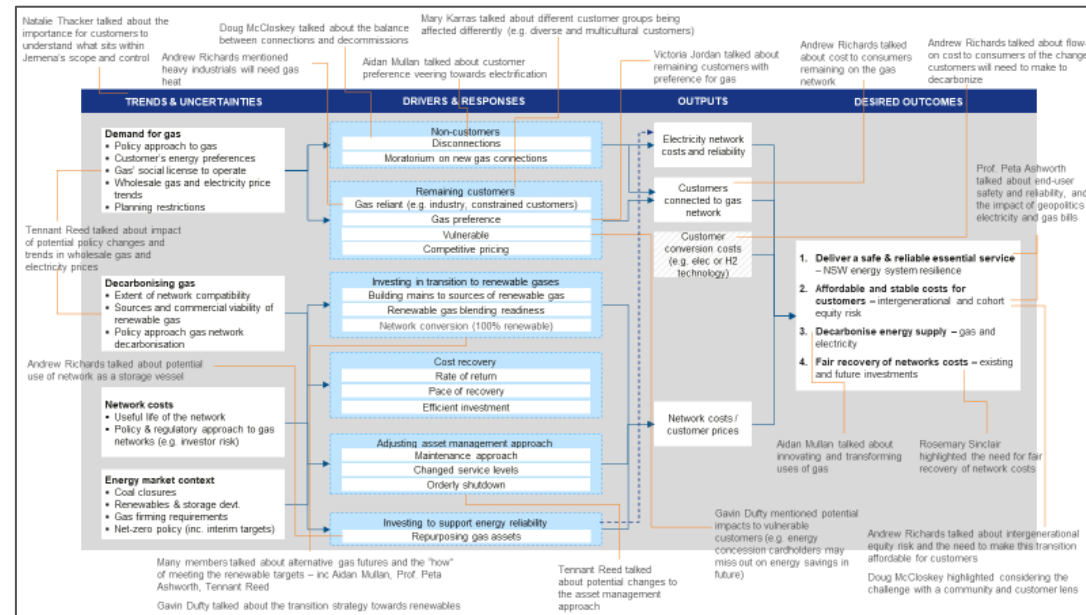 Natalie Thacker talked about the
importance for customers to
understand what sits within
Jemena's scope and control
Andrew Richards mentioned
heavy industrials will need gas
heat
Doug McCloskey talked about the balance
between connections and decommissions
Aidan Mullan talked about customer
preference veering towards electrification
Mary Karras talked about different customer groups being
affected differently (e.g. diverse and multicultural customers)
Victoria Jordan talked about
remaining customers with
preference for gas
Andrew Richards talked
about cost to consumers
remaining on the gas
network
Andrew Richards talked about flow-
on cost to consumers of the change
customers will need to make to
decarbonize
TRENDS & UNCERTAINTIES
DRIVERS & RESPONSES
OUTPUTS
DESIRED OUTCOMES
Demand for gas
• Policy approach to gas
• Customer's energy preferences
• Gas' social license to operate
• Wholesale gas and electricity price
trends
• Planning restrictions
Tennant Reed talked about impact
of potential policy changes and
trends in wholesale gas and
electricity prices
Decarbonising gas
• Extent of network compatibility
• Sources and commercial viability of
renewable gas
• Policy approach gas network
decarbonisation
Andrew Richards talked about potential
use of network as a storage vessel
Network costs
• Useful life of the network
• Policy & regulatory approach to gas
networks (e.g. investor risk)
Energy market context
• Coal closures
• Renewables & storage devt.
• Gas firming requirements
• Net-zero policy (inc. interim targets)
Non-customers
Disconnections
Moratorium on new gas connections
Remaining customers
Gas reliant (e.g. industry, constrained customers)
Gas preference
Vulnerable
Competitive pricing
Investing in transition to renewable gases
Building mains to sources of renewable gas
Renewable gas blending readiness
Network conversion (100% renewable)
Cost recovery
Rate of return
Pace of recovery
Efficient investment
Adjusting asset management approach
Maintenance approach
Changed service levels
Orderly shutdown
Investing to support energy reliability
Repurposing gas assets
Electricity network
costs and reliability
Customers
connected to gas
network
Customer
conversion costs
(e.g. elec or H2
technology)
Network costs /
customer prices
Prof. Peta Ashworth
talked about end-user
safety and reliability, and
the impact of geopolitics
electricity and gas bills
1. Deliver a safe & reliable essential service
– NSW energy system resilience
2. Affordable and stable costs for
customers – intergenerational and cohort
equity risk
3. Decarbonise energy supply – gas and
electricity
4. Fair recovery of networks costs – existing
and future investments
Aidan Mullan talked about
innovating and transforming
uses of gas
Rosemary Sinclair
highlighted the need for fair
recovery of network costs
Many members talked about alternative gas futures and the "how"
of meeting the renewable targets – inc Aidan Mullan, Prof. Peta
Ashworth, Tennant Reed
Gavin Dufty talked about the transition strategy towards renewables
Tennant Reed talked
about potential changes to
the asset management
approach
Gavin Dufty mentioned potential
impacts to vulnerable
customers (e.g. energy
concession cardholders may
miss out on energy savings in
future)
Andrew Richards talked about intergenerational
equity risk and the need to make this transition
affordable for customers
Doug McCloskey highlighted considering the
challenge with a community and customer lens